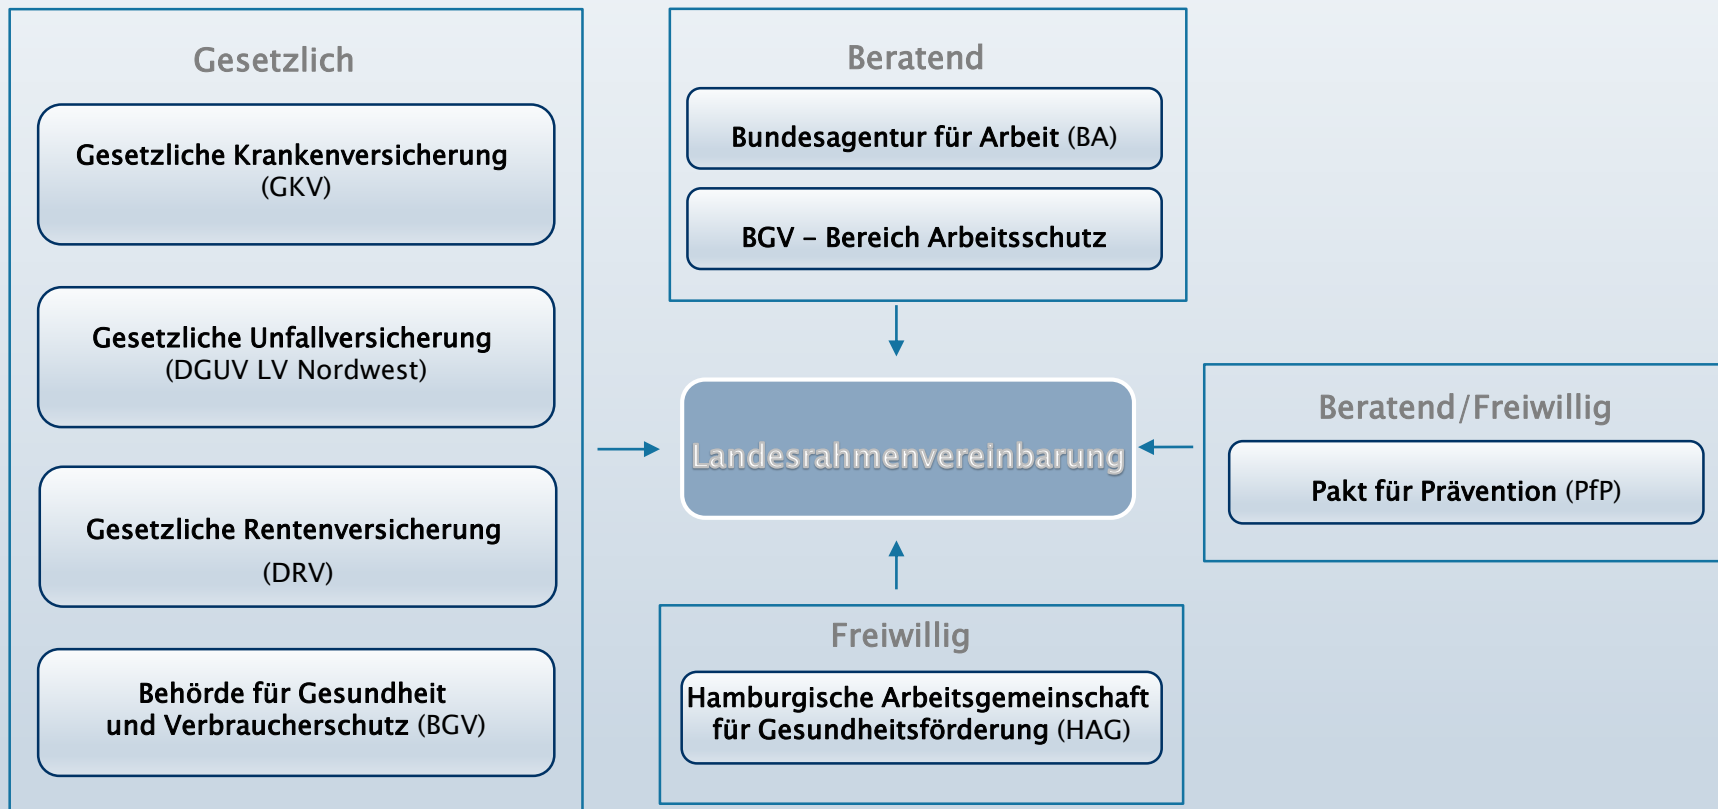 Gesetzlich
Gesetzliche Krankenversicherung
(GKV)
Gesetzliche Unfallversicherung
(DGUV LV Nordwest)
Gesetzliche Rentenversicherung
(DRV)
Behörde für Gesundheit
und Verbraucherschutz (BGV)
Beratend
Bundesagentur für Arbeit (BA)
BGV – Bereich Arbeitsschutz
Landesrahmenvereinbarung
Beratend/Freiwillig
Pakt für Prävention (PfP)
Freiwillig
Hamburgische Arbeitsgemeinschaft
für Gesundheitsförderung (HAG)